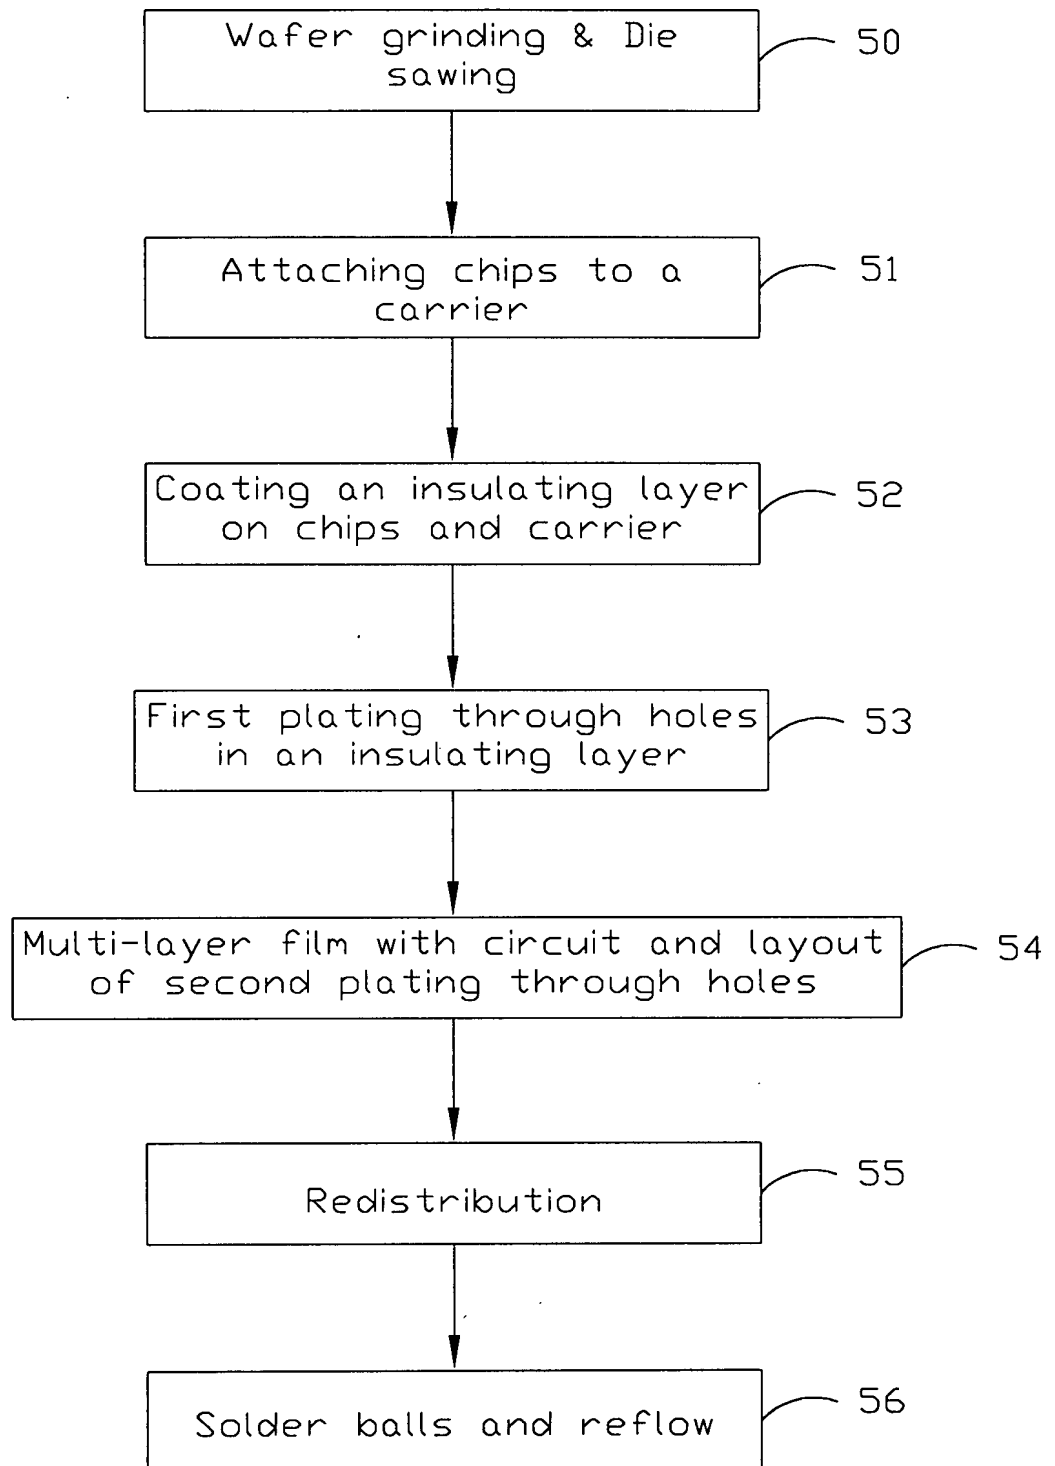 Wafer grinding & Die
sawing
50
Attaching chips to a
carrier
51
Coating an insulating layer
on chips and carrier
52
First plating through holes
in an insulating layer
53
Multi-layer film with circuit and layout
of second plating through holes
54
Redistribution
55
Solder balls and reflow
56